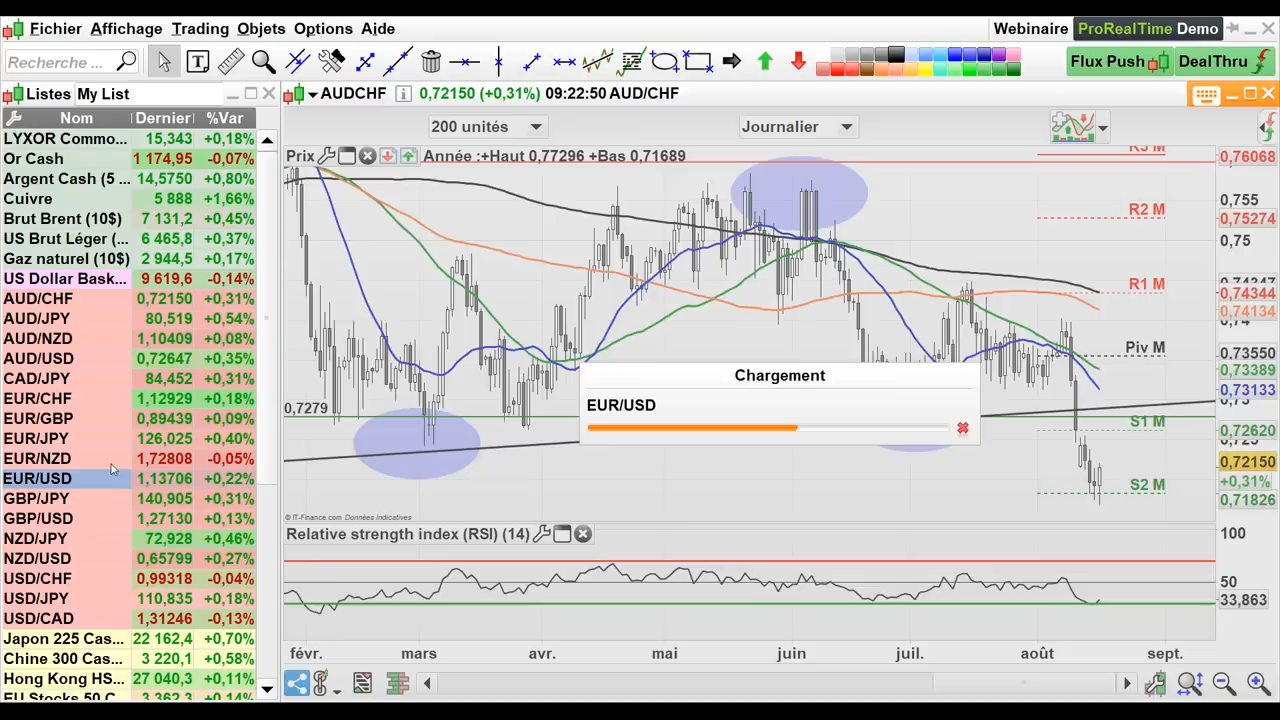 Fichier Affichage Trading Objets Options Aide Webinaire ProRealTime Demo
Recherche ... T Flux Push DealThru
Listes My List AUDCHF 0,72150 (+0,31%) 09:22:50 AUD/CHF
Nom Dernier %Var
200 unités Journalier
LYXOR Commo... 15,343 +0,18%
Or Cash 1 174,95 -0,07%
Argent Cash (5 ... 14,5750 +0,80%
Cuivre 5 888 +1,66%
Brut Brent (10$) 7 131,2 +0,45%
US Brut Léger (... 6 465,8 +0,37%
Gaz naturel (10$) 2 944,5 +0,17%
US Dollar Bask... 9 619,6 -0,14%
AUD/CHF 0,72150 +0,31%
AUD/JPY 80,519 +0,54%
AUD/NZD 1,10409 +0,08%
AUD/USD 0,72647 +0,35%
CAD/JPY 84,452 +0,31%
EUR/CHF 1,12929 +0,18%
EUR/GBP 0,89439 +0,09%
EUR/JPY 126,025 +0,40%
EUR/NZD 1,72808 -0,05%
EUR/USD 1,13706 +0,22%
GBP/JPY 140,905 +0,31%
GBP/USD 1,27130 +0,13%
NZD/JPY 72,928 +0,46%
NZD/USD 0,65799 +0,27%
USD/CHF 0,99318 -0,04%
USD/JPY 110,835 +0,18%
USD/CAD 1,31246 -0,13%
Japon 225 Cas... 22 162,4 +0,70%
Chine 300 Cas... 3 220,1 +0,58%
Hong Kong HS... 27 040,3 +0,11%
EU Stocks 50 C... 3 362,3 +0,14%
Prix Année :+Haut 0,77296 +Bas 0,71689
R3 M
0,76068
0,755
R2 M
0,75274
0,75
R1 M
0,74344
0,74134
Piv M
0,73550
0,73389
0,73133
0,7279
S1 M
0,72620
0,72150
+0,31%
S2 M
0,71826
Chargement
EUR/USD
© IT-Finance.com Données indicatives
Relative strength index (RSI) (14)
100
50
33,863
févr. mars avr. mai juin juil. août sept.